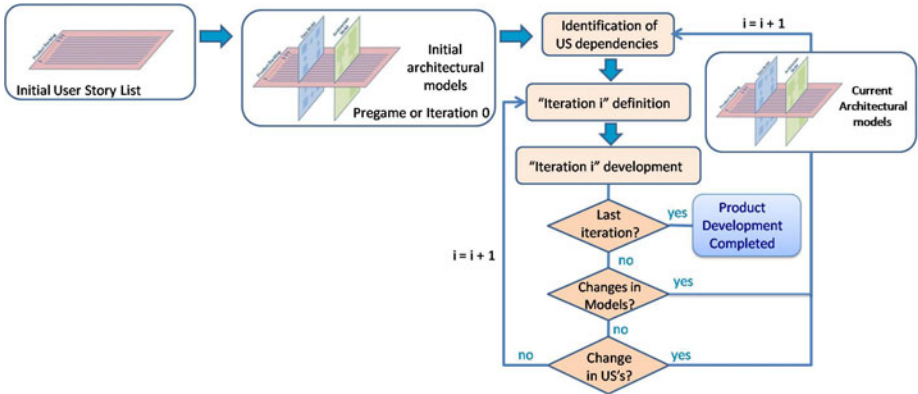 Initial User Story List
Initial
architectural
models
Pregame or Iteration 0
Identification of
US dependencies
i = i + 1
"Iteration i" definition
Current
Architectural
models
"Iteration i" development
Last
iteration?
yes
Product
Development
Completed
i = i + 1
no
Changes in
Models?
yes
no
no
Change
in US's?
yes